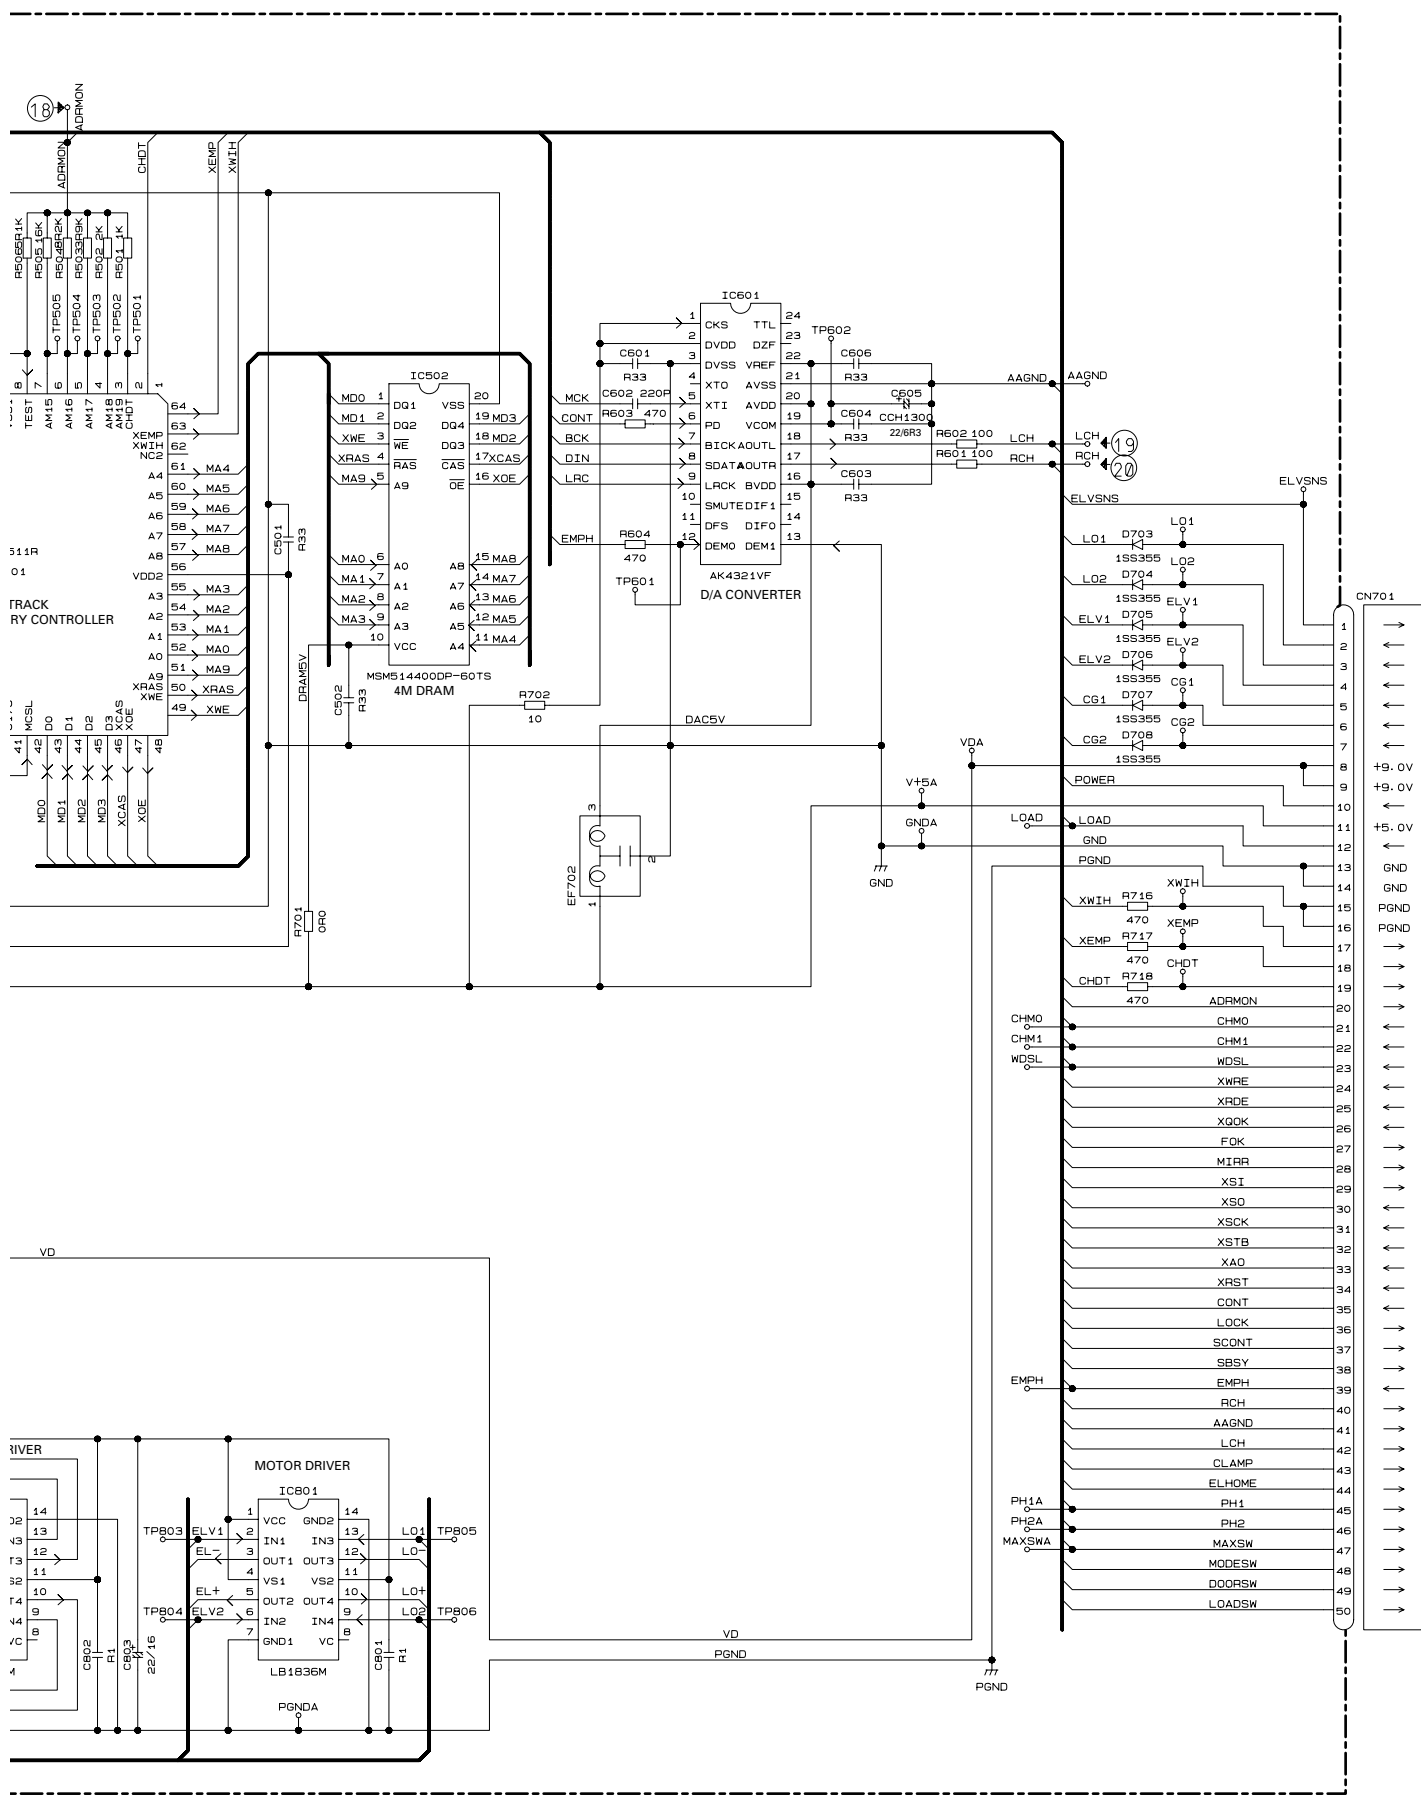 18
ADRMON
ADRMON
CHDT
XEMP
XWIH
R505 16K
R502 2K
R501 1K
TP505
TP504
TP503
TP502
TP501
8 7 6 5 4 3 2 1
TEST
AM15
AM16
AM17
AM18
AM19
CHDT
64
XEMP 63
XWIH 62
NC2
A4 61 MA4
A5 60 MA5
A6 59 MA6
A7 58 MA7
A8 57 MA8
VDD2 56
A3 55 MA3
A2 54 MA2
A1 53 MA1
A0 52 MA0
A9 51 MA9
XRAS 50 XRAS
XWE 49 XWE
511R
01
TRACK
RY CONTROLLER
MCSL
D0
D1
D2
D3
XCAS
XOE
41 42 43 44 45 46 47 48
MD0
MD1
MD2
MD3
XCAS
XOE
C501
R33
IC502
MD0 1 DQ1 VSS 20
MD1 2 DQ2 DQ4 19 MD3
XWE 3 WE DQ3 18 MD2
XRAS 4 RAS CAS 17 XCAS
MA9 5 A9 OE 16 XOE
MA0 6 A0 A8 15 MA8
MA1 7 A1 A7 14 MA7
MA2 8 A2 A6 13 MA6
MA3 9 A3 A5 12 MA5
10 VCC A4 11 MA4
MSM514400DP-60TS
4M DRAM
DRAM5V
C502
R33
R701
0R0
IC601
1 CKS TTL 24
2 DVDD DZF 23
3 DVSS VREF 22
4 XTO AVSS 21
5 XTI AVDD 20
6 PD VCOM 19
7 BICK AOUTL 18
8 SDATA AOUTR 17
9 LRCK BVDD 16
10 SMUTE DIF1 15
11 DFS DIF0 14
12 DEM0 DEM1 13
AK4321VF
D/A CONVERTER
MCK
CONT
BCK
DIN
LRC
EMPH
C601
R33
C602 220P
R603 470
R604
470
TP601
TP602
C606
R33
C605
CCH1300
22/6R3
C604
R33
C603
R33
R602 100
R601 100
LCH
RCH
AAGND
AAGND
LCH
RCH
19
20
R702
10
DAC5V
EF702
3
2
1
VDA
V+5A
GNDA
GND
LOAD
ELVSNS
ELVSNS
LO1 D703 LO1
1SS355
LO2 D704 LO2
1SS355
ELV1 D705 ELV1
1SS355
ELV2 D706 ELV2
1SS355
CG1 D707 CG1
1SS355
CG2 D708 CG2
1SS355
POWER
LOAD
GND
PGND
XWIH R716 XWIH
470
XEMP R717 XEMP
470
CHDT R718 CHDT
470
CN701
1
2
3
4
5
6
7
8 +9.0V
9 +9.0V
10
11 +5.0V
12
13 GND
14 GND
15 PGND
16 PGND
17
18
19
ADRMON 20
CHM0 CHM0 21
CHM1 CHM1 22
WDSL WDSL 23
XWRE 24
XRDE 25
XQOK 26
FOK 27
MIRR 28
XSI 29
XSO 30
XSCK 31
XSTB 32
XAO 33
XRST 34
CONT 35
LOCK 36
SCONT 37
SBSY 38
EMPH EMPH 39
RCH 40
AAGND 41
LCH 42
CLAMP 43
ELHOME 44
PH1A PH1 45
PH2A PH2 46
MAXSWA MAXSW 47
MODESW 48
DOORSW 49
LOADSW 50
VD
RIVER
14
13
12
11
10
9
8
C802
R1
C803
22/16
MOTOR DRIVER
IC801
1 VCC GND2 14
TP803 ELV1 2 IN1 IN3 13 LO1 TP805
EL- 3 OUT1 OUT3 12 LO-
4 VS1 VS2 11
EL+ 5 OUT2 OUT4 10 LO+
TP804 ELV2 6 IN2 IN4 9 LO2 TP806
7 GND1 VC 8
LB1836M
C801
R1
PGNDA
VD
PGND
PGND